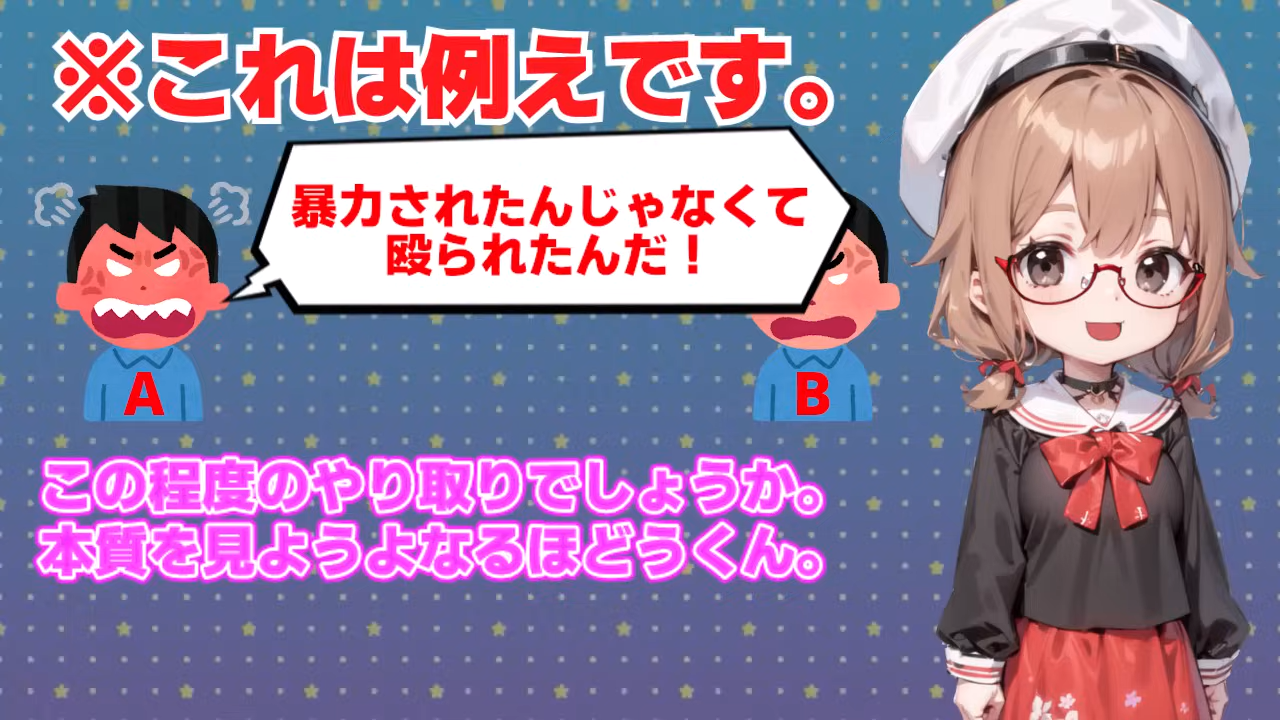 ※これは例えです。
暴力されたんじゃなくて
殴られたんだ！
A
B
この程度のやり取りでしょうか。
本質を見ようよなるほどうくん。